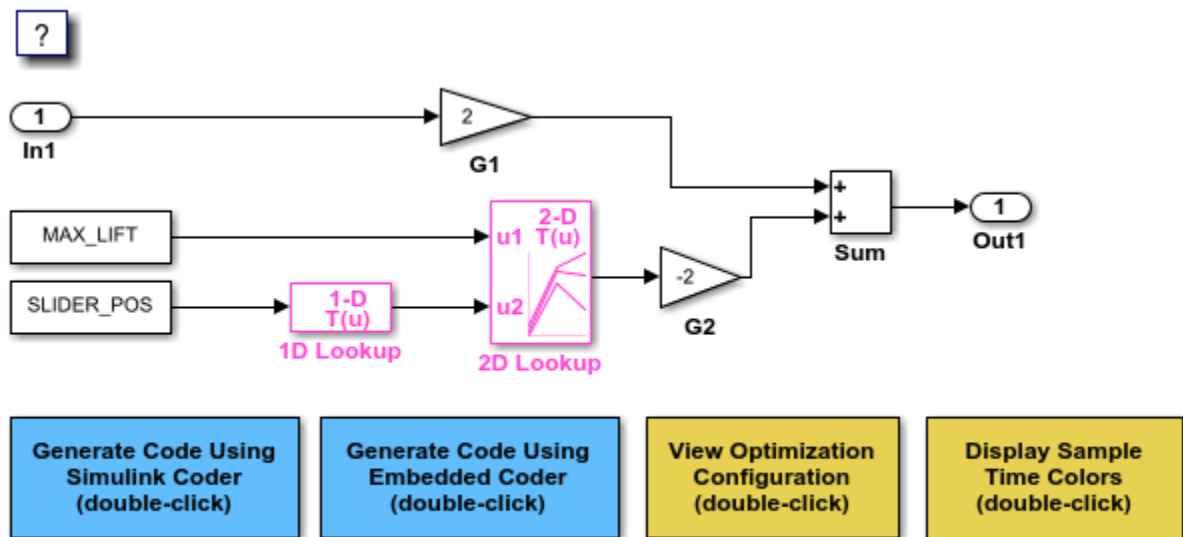 ?
1
In1
2
G1
MAX_LIFT
SLIDER_POS
1-D
T(u)
1D Lookup
u1
2-D
T(u)
u2
2D Lookup
-2
G2
+
+
Sum
1
Out1
Generate Code Using
Simulink Coder
(double-click)
Generate Code Using
Embedded Coder
(double-click)
View Optimization
Configuration
(double-click)
Display Sample
Time Colors
(double-click)